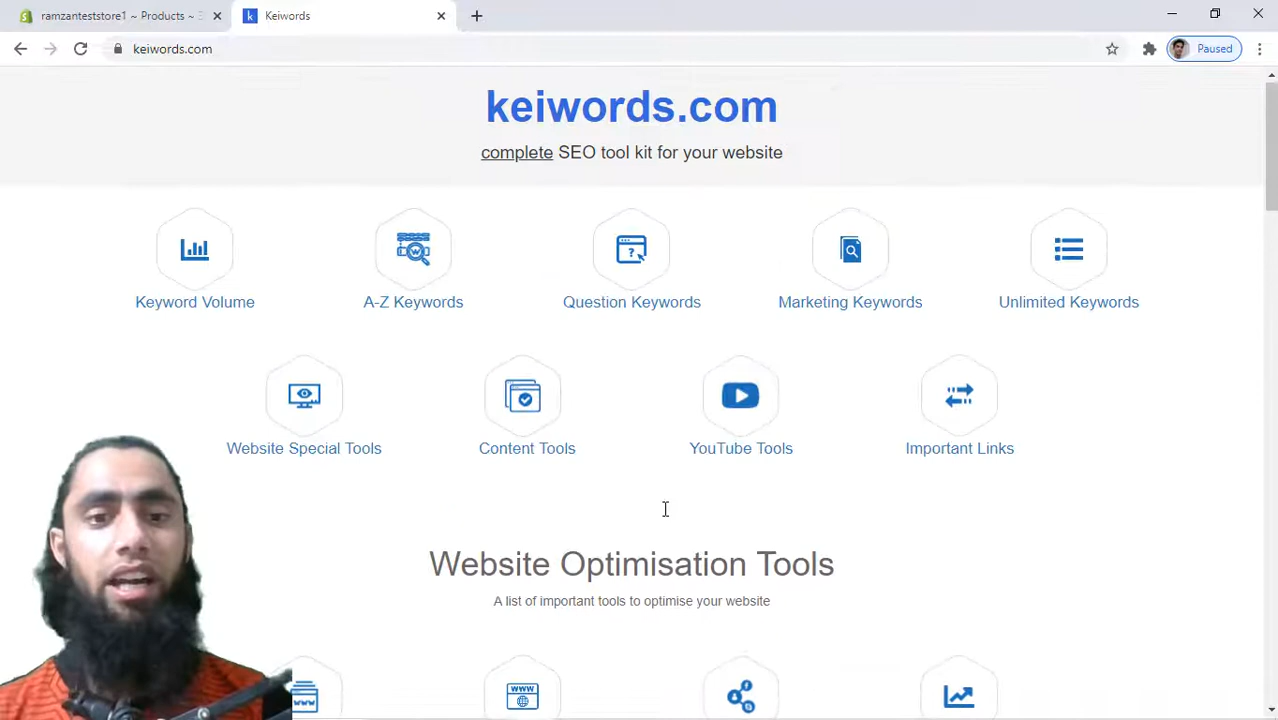 ramzanteststore1 ~ Products ~
Keiwords
keiwords.com
Paused
keiwords.com
complete SEO tool kit for your website
Keyword Volume
A-Z Keywords
Question Keywords
Marketing Keywords
Unlimited Keywords
Website Special Tools
Content Tools
YouTube Tools
Important Links
Website Optimisation Tools
A list of important tools to optimise your website
WWW